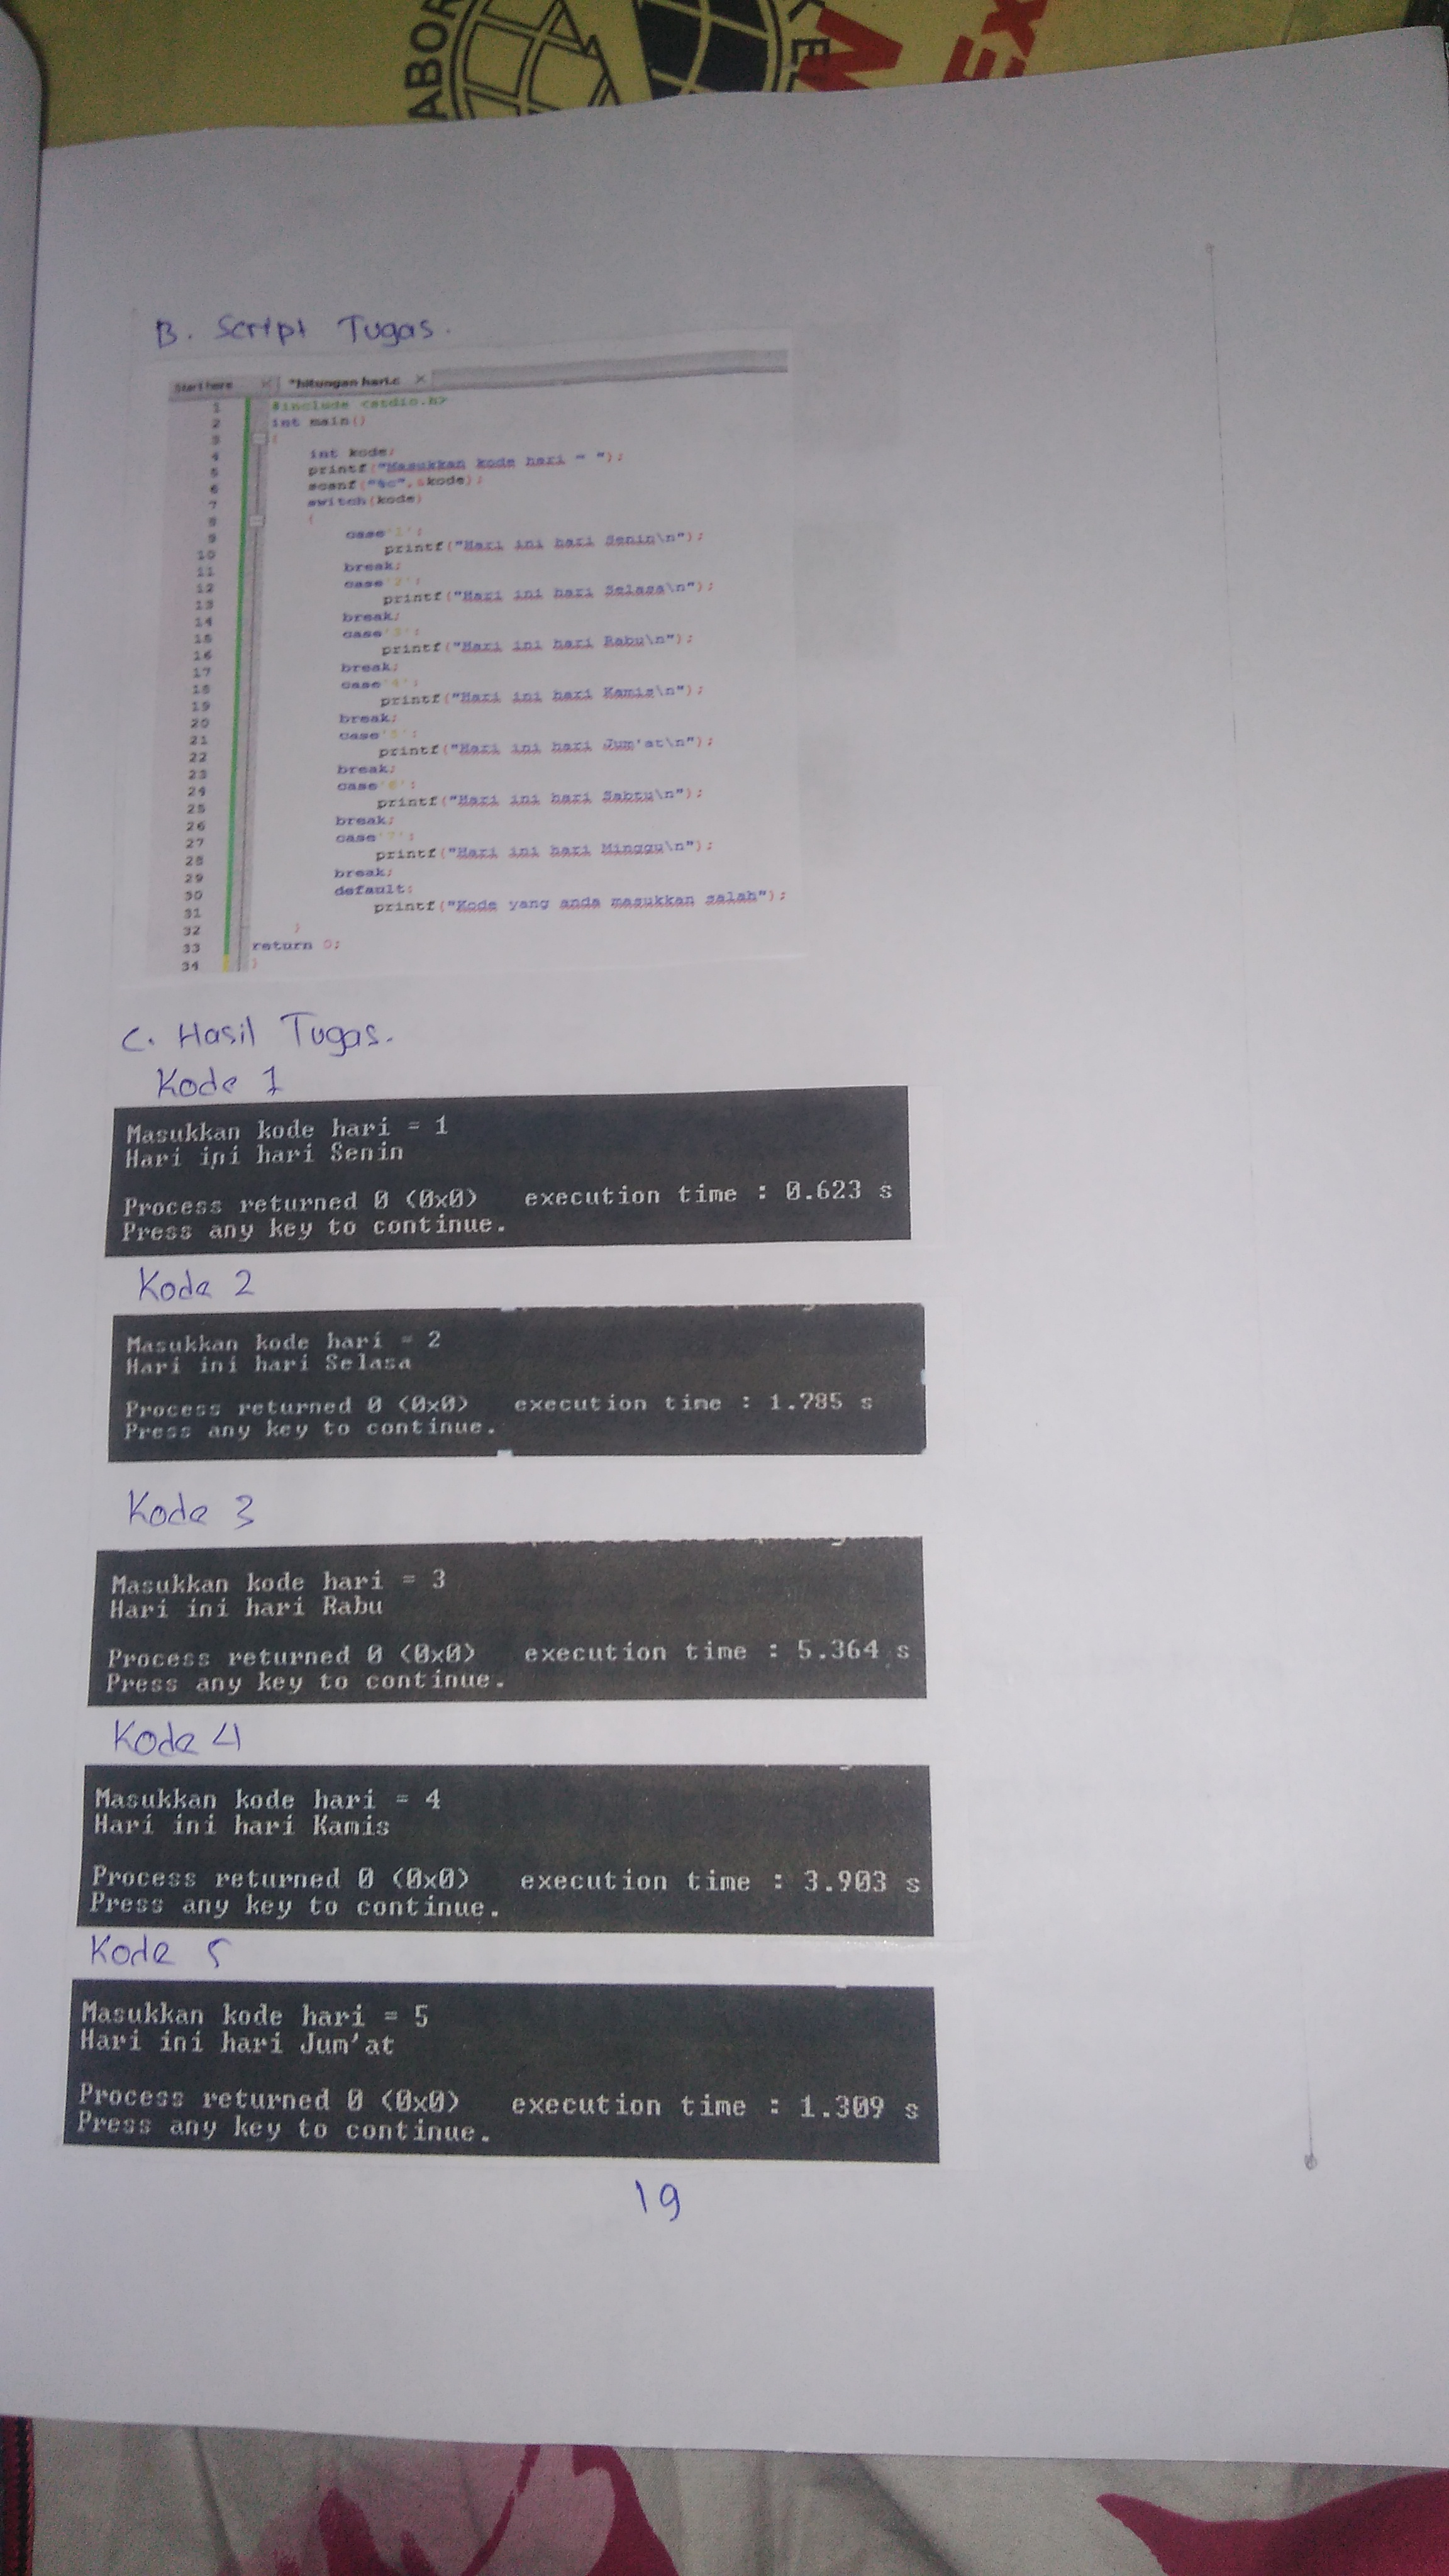 ABOR
M
Ex
B. Script Tugas.
Start here *hitungan hari.c
1 #include <stdio.h>
2 int main()
3 {
4 int kode;
5 printf("Masukkan kode hari = ");
6 scanf("%c",&kode);
7 switch(kode)
8 {
9 case'1':
10 printf("Hari ini hari Senin\n");
11 break;
12 case'2':
13 printf("Hari ini hari Selasa\n");
14 break;
15 case'3':
16 printf("Hari ini hari Rabu\n");
17 break;
18 case'4':
19 printf("Hari ini hari Kamis\n");
20 break;
21 case'5':
22 printf("Hari ini hari Jum'at\n");
23 break;
24 case'6':
25 printf("Hari ini hari Sabtu\n");
26 break;
27 case'7':
28 printf("Hari ini hari Minggu\n");
29 break;
30 default:
31 printf("Kode yang anda masukkan salah");
32 }
33 return 0;
34 }
C. Hasil Tugas.
Kode 1
Masukkan kode hari = 1
Hari ini hari Senin
Process returned 0 (0x0) execution time : 0.623 s
Press any key to continue.
Kode 2
Masukkan kode hari = 2
Hari ini hari Selasa
Process returned 0 (0x0) execution time : 1.785 s
Press any key to continue.
Kode 3
Masukkan kode hari = 3
Hari ini hari Rabu
Process returned 0 (0x0) execution time : 5.364 s
Press any key to continue.
Kode 4
Masukkan kode hari = 4
Hari ini hari Kamis
Process returned 0 (0x0) execution time : 3.903 s
Press any key to continue.
Kode 5
Masukkan kode hari = 5
Hari ini hari Jum'at
Process returned 0 (0x0) execution time : 1.309 s
Press any key to continue.
19